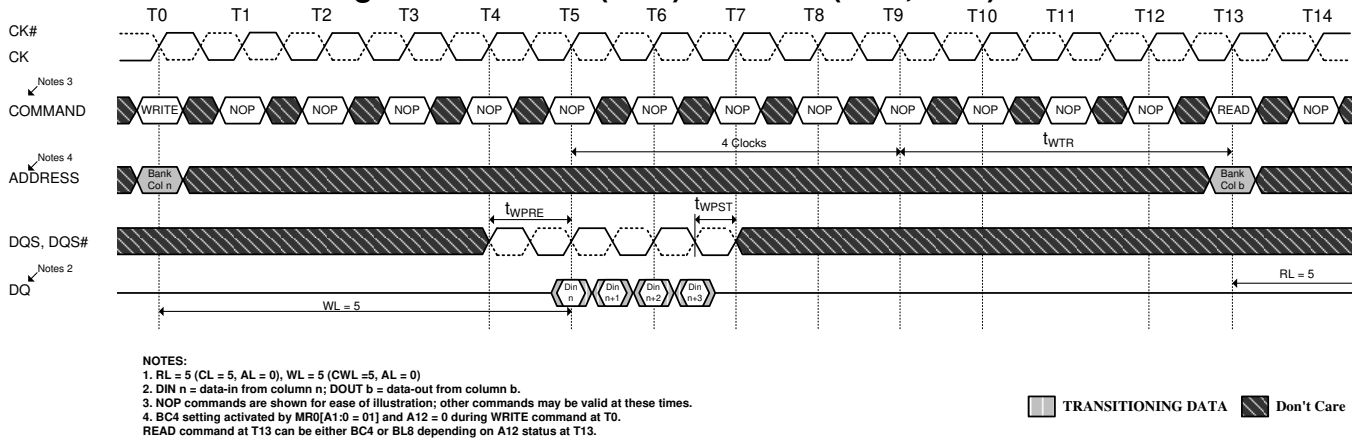 T0 T1 T2 T3 T4 T5 T6 T7 T8 T9 T10 T11 T12 T13 T14
CK#
CK
Notes 3
COMMAND
WRITE NOP NOP NOP NOP NOP NOP NOP NOP NOP NOP NOP NOP READ NOP
4 Clocks tWTR
Notes 4
ADDRESS
Bank Bank
Col n Col b
tWPRE tWPST
DQS, DQS#
Notes 2
DQ
Din Din Din Din
n n+1 n+2 n+3
RL = 5
WL = 5
NOTES:
1. RL = 5 (CL = 5, AL = 0), WL = 5 (CWL =5, AL = 0)
2. DIN n = data-in from column n; DOUT b = data-out from column b.
3. NOP commands are shown for ease of illustration; other commands may be valid at these times.
4. BC4 setting activated by MR0[A1:0 = 01] and A12 = 0 during WRITE command at T0.
READ command at T13 can be either BC4 or BL8 depending on A12 status at T13.
TRANSITIONING DATA Don't Care